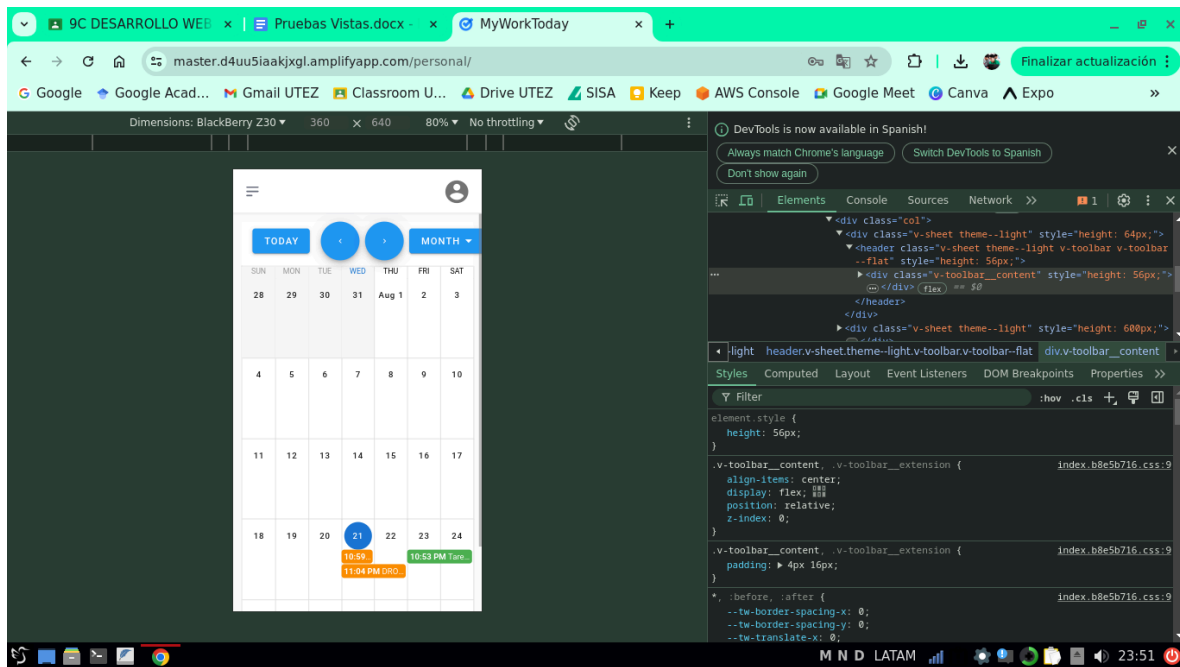 9C DESARROLLO WEB
Pruebas Vistas.docx -
MyWorkToday
master.d4uu5iaakjxgl.amplifyapp.com/personal/
Finalizar actualización
Google
Google Acad...
Gmail UTEZ
Classroom U...
Drive UTEZ
SISA
Keep
AWS Console
Google Meet
Canva
Expo
»
Dimensions: BlackBerry Z30 360 × 640 80% No throttling
DevTools is now available in Spanish!
Always match Chrome's language
Switch DevTools to Spanish
Don't show again
Elements Console Sources Network 1
TODAY ‹ › MONTH
SUN MON TUE WED THU FRI SAT
28 29 30 31 Aug 1 2 3
4 5 6 7 8 9 10
11 12 13 14 15 16 17
18 19 20 21 22 23 24
10:59.. 10:53 PM Tare..
11:04 PM DRO..
<div class="col">
<div class="v-sheet theme--light" style="height: 64px;">
<header class="v-sheet theme--light v-toolbar v-toolbar
--flat" style="height: 56px;">
<div class="v-toolbar__content" style="height: 56px;">
</div> flex == $0
</header>
</div>
<div class="v-sheet theme--light" style="height: 600px;">
-light header.v-sheet.theme--light.v-toolbar.v-toolbar--flat div.v-toolbar__content
Styles Computed Layout Event Listeners DOM Breakpoints Properties
Filter :hov .cls
element.style {
height: 56px;
}
.v-toolbar__content, .v-toolbar__extension { index.b8e5b716.css:9
align-items: center;
display: flex;
position: relative;
z-index: 0;
}
.v-toolbar__content, .v-toolbar__extension { index.b8e5b716.css:9
padding: 4px 16px;
}
*, :before, :after { index.b8e5b716.css:9
--tw-border-spacing-x: 0;
--tw-border-spacing-y: 0;
--tw-translate-x: 0;
M N D LATAM 23:51